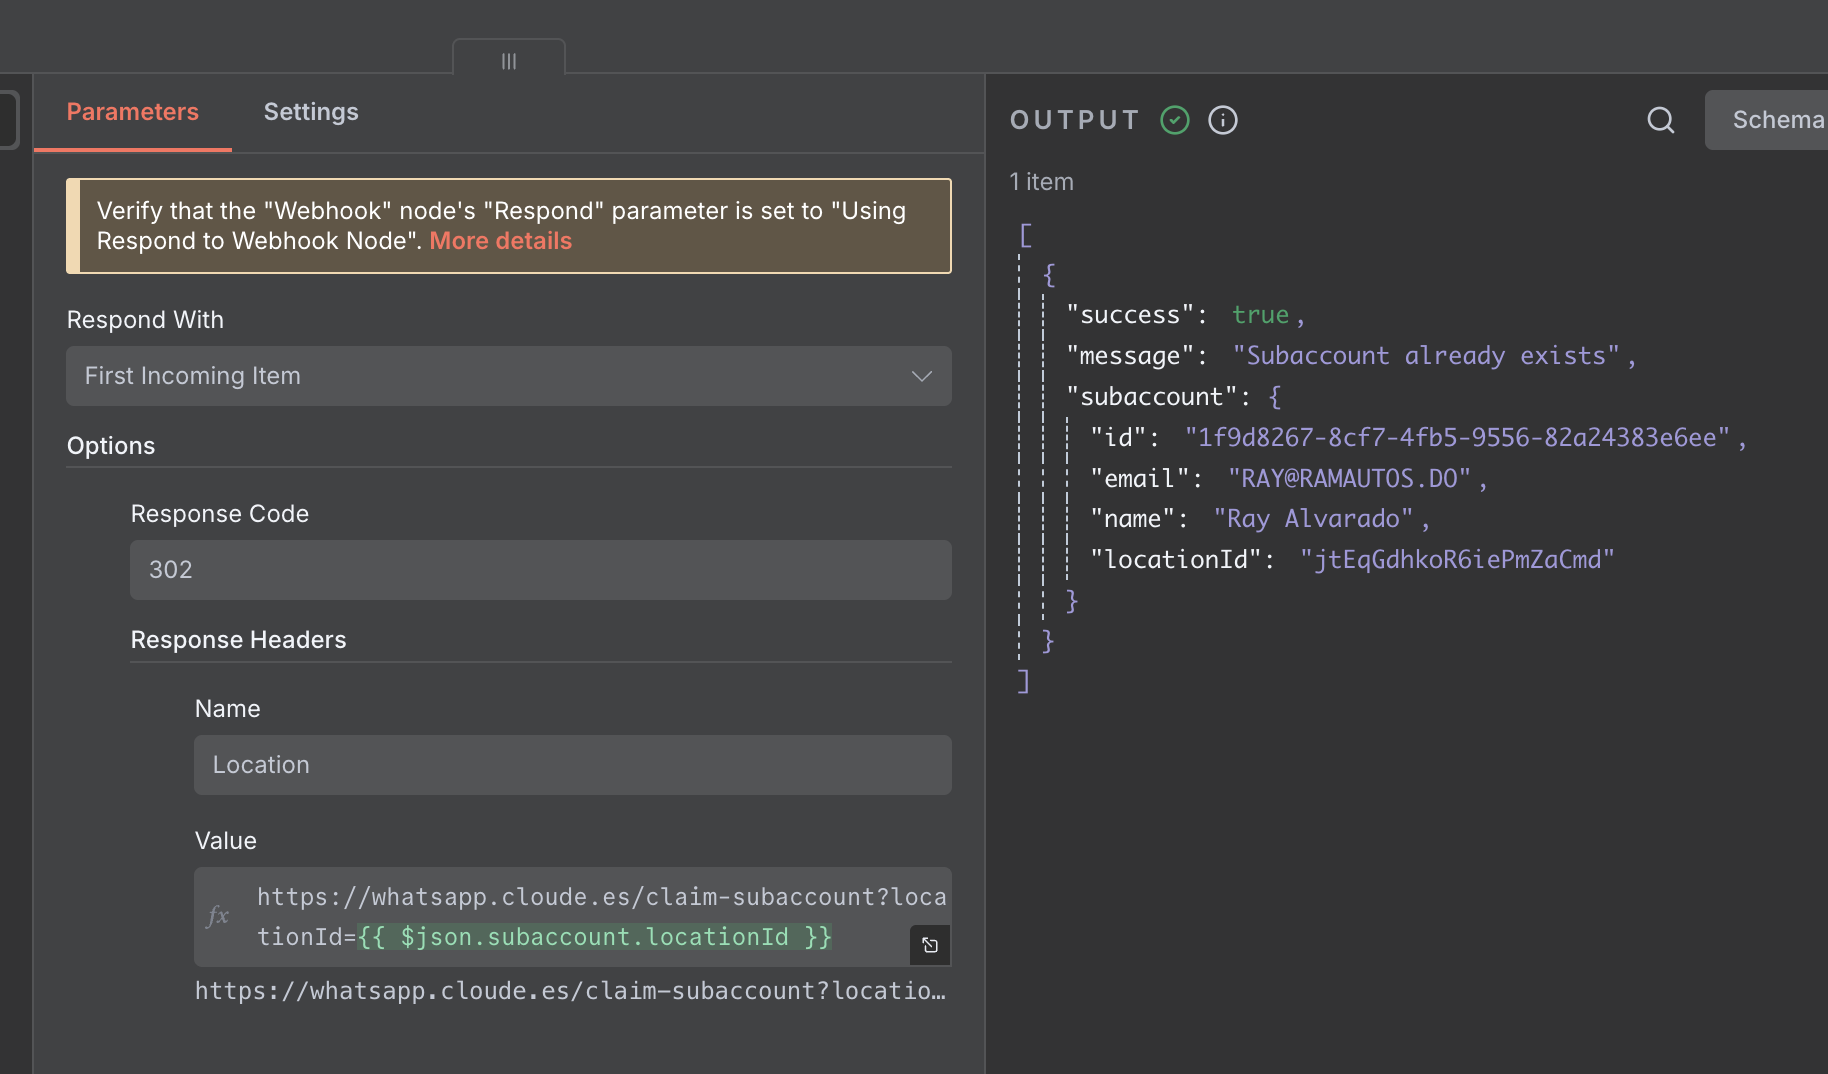 Parameters
Settings
Verify that the "Webhook" node's "Respond" parameter is set to "Using
Respond to Webhook Node". More details
Respond With
First Incoming Item
Options
Response Code
302
Response Headers
Name
Location
Value
fx
https://whatsapp.cloude.es/claim-subaccount?loca
tionId={{ $json.subaccount.locationId }}
https://whatsapp.cloude.es/claim-subaccount?locatio…
OUTPUT
Schema
1 item
[
{
"success": true,
"message": "Subaccount already exists",
"subaccount": {
"id": "1f9d8267-8cf7-4fb5-9556-82a24383e6ee",
"email": "RAY@RAMAUTOS.DO",
"name": "Ray Alvarado",
"locationId": "jtEqGdhkoR6iePmZaCmd"
}
}
]